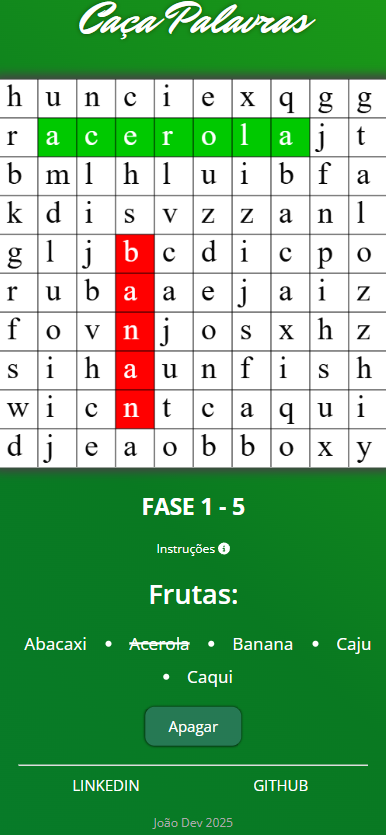 Caça Palavras
h u n c i e x q g g
r a c e r o l a j t
b m l h l u i b f a
k d i s v z z a n l
g l j b c d i c p o
r u b a a e j a i z
f o v n j o s x h z
s i h a u n f i s h
w i c n t c a q u i
d j e a o b b o x y
FASE 1 - 5
Instruções
Frutas:
Abacaxi • Acerola • Banana • Caju
• Caqui
Apagar
LINKEDIN GITHUB
João Dev 2025